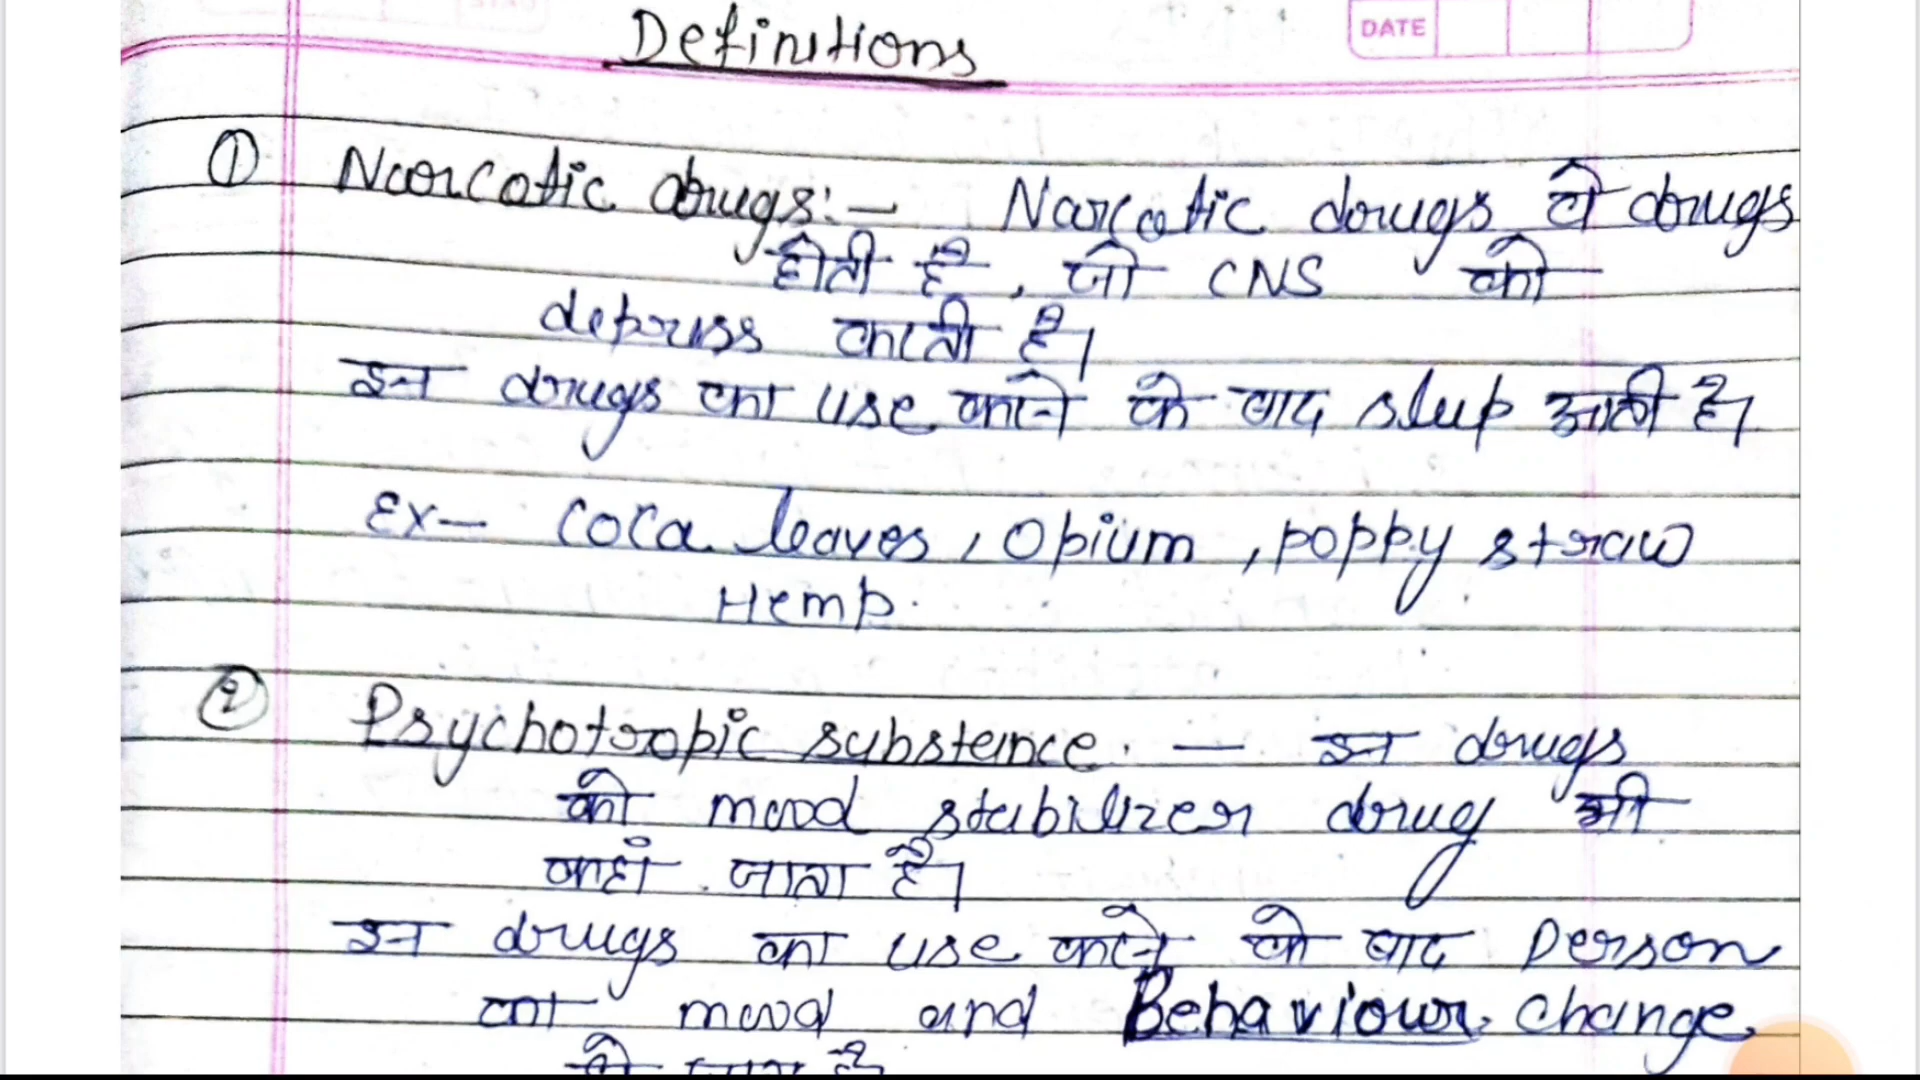 Definitions
DATE
① Narcotic drugs:- Narcotic drugs वो drugs
होती है, जो CNS को
depress करती है।
इन drugs का use करने के बाद sleep आती है।
Ex- Coca leaves, Opium, poppy straw
Hemp.
② Psychotropic substance. - इन drugs
को mood stabilizer drug भी
कहां जाता है।
इन drugs का use करने के बाद person
का mood and Behaviour change